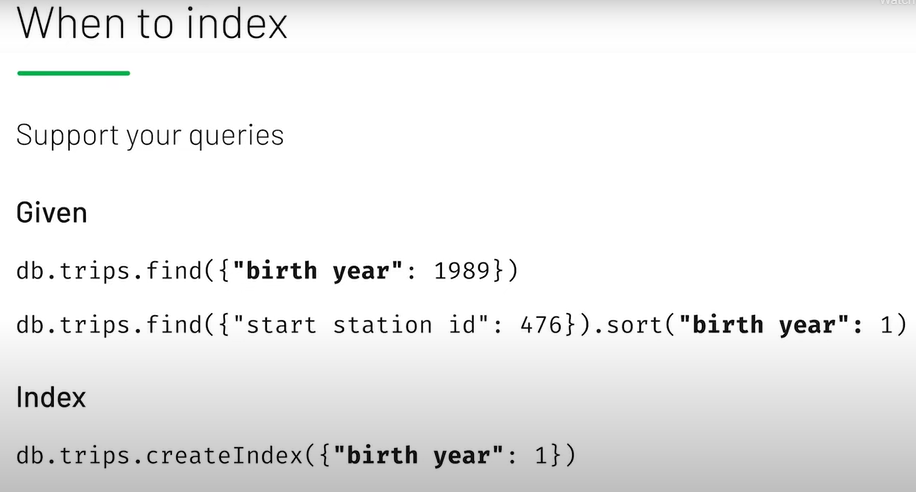 When to index
Support your queries
Given
db.trips.find({"birth year": 1989})
db.trips.find({"start station id": 476}).sort("birth year": 1)
Index
db.trips.createIndex({"birth year": 1})